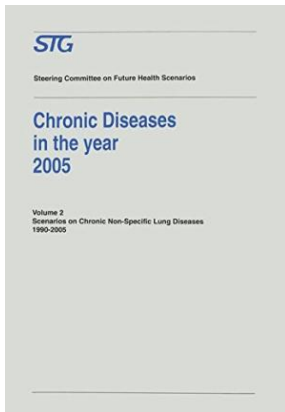 STG
Steering Committee on Future Health Scenarios
Chronic Diseases
in the year
2005
Volume 2
Scenarios on Chronic Non-Specific Lung Diseases
1990-2005